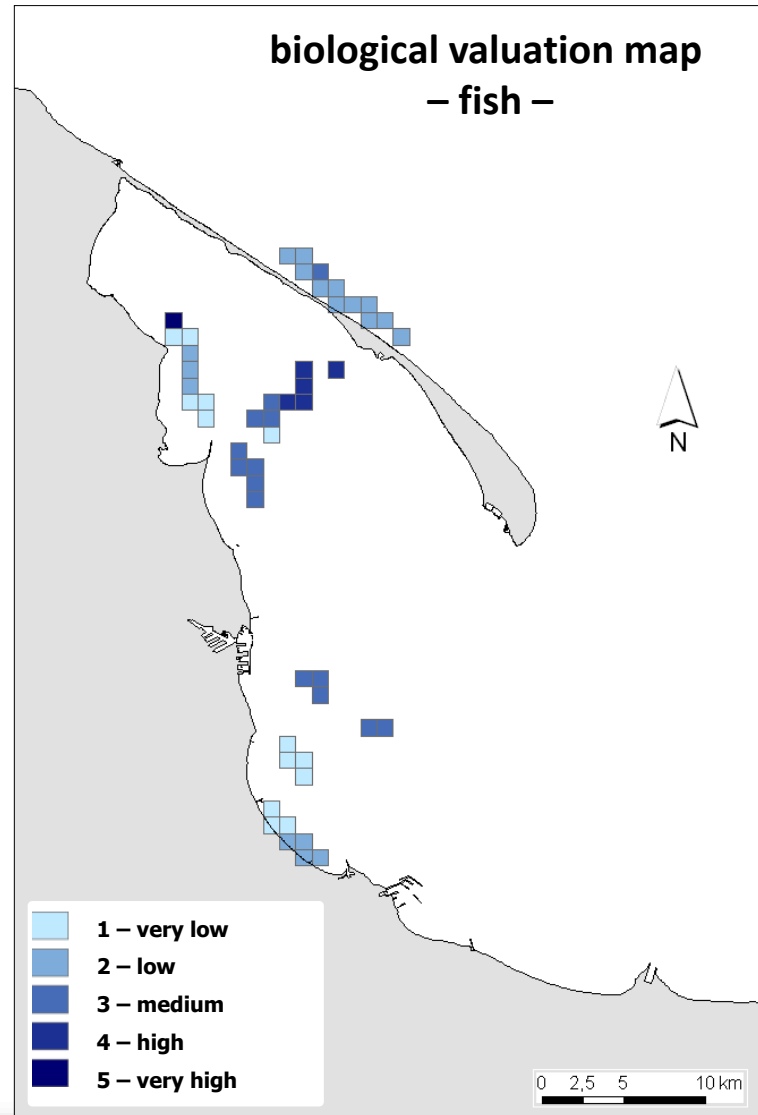 biological valuation map
– fish –
N
1 – very low
2 – low
3 – medium
4 – high
5 – very high
0 2,5 5 10 km